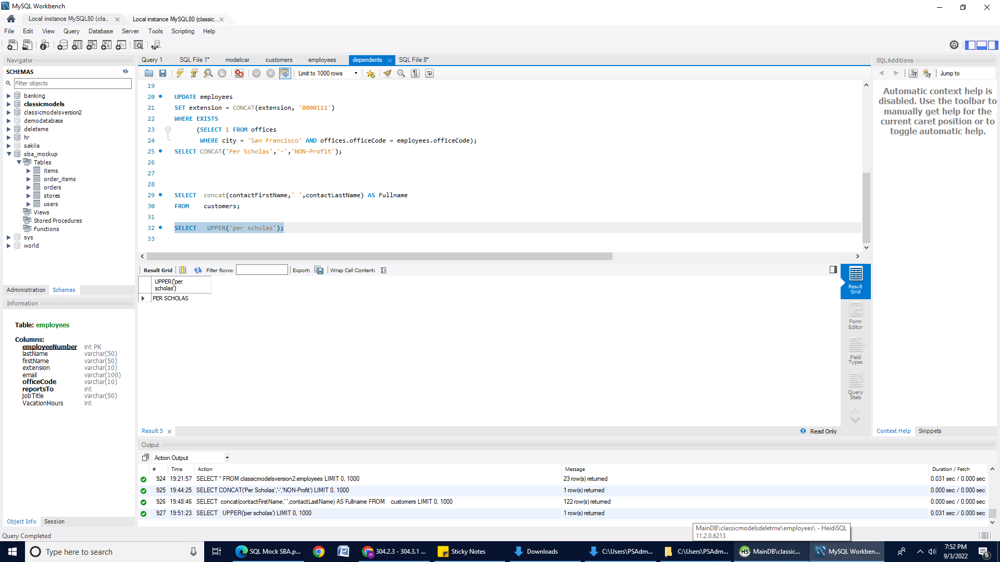 MySQL Workbench
Local instance MySQL80 (cla... Local instance MySQL80 (classic...
File Edit View Query Database Server Tools Scripting Help
Navigator
SCHEMAS
Filter objects
banking
classicmodels
classicmodelsversion2
demodatabase
deleteme
hr
sakila
sba_mockup
Tables
items
order_items
orders
stores
users
Views
Stored Procedures
Functions
sys
world
Administration Schemas
Information
Table: employees
Columns:
employeeNumber int PK
lastName varchar(50)
firstName varchar(50)
extension varchar(10)
email varchar(100)
officeCode varchar(10)
reportsTo int
jobTitle varchar(50)
VacationHours int
Object Info Session
Query 1 SQL File 1* modelcar customers employees dependents SQL File 8*
Limit to 1000 rows
19
20 UPDATE employees
21 SET extension = CONCAT(extension, '0000111')
22 WHERE EXISTS
23 (SELECT 1 FROM offices
24 WHERE city = 'San Francisco' AND offices.officeCode = employees.officeCode);
25 SELECT CONCAT('Per Scholas','-','NON-Profit');
26
27
28
29 SELECT concat(contactFirstName,' ',contactLastName) AS Fullname
30 FROM customers;
31
32 SELECT UPPER('per scholas');
33
Result Grid Filter Rows: Export: Wrap Cell Content:
UPPER('per
scholas')
PER SCHOLAS
Result
Grid
Form
Editor
Field
Types
Query
Stats
Result 5 Read Only
SQLAdditions
Jump to
Automatic context help is
disabled. Use the toolbar to
manually get help for the
current caret position or to
toggle automatic help.
Context Help Snippets
Output
Action Output
# Time Action Message Duration / Fetch
924 19:21:57 SELECT * FROM classicmodelsversion2.employees LIMIT 0, 1000 23 row(s) returned 0.031 sec / 0.000 sec
925 19:44:25 SELECT CONCAT('Per Scholas','-','NON-Profit') LIMIT 0, 1000 1 row(s) returned 0.000 sec / 0.000 sec
926 19:48:46 SELECT concat(contactFirstName,' ',contactLastName) AS Fullname FROM customers LIMIT 0, 1000 122 row(s) returned 0.000 sec / 0.000 sec
927 19:51:23 SELECT UPPER('per scholas') LIMIT 0, 1000 1 row(s) returned 0.031 sec / 0.000 sec
MainDB\classicmodelsdeletme\employees\ - HeidiSQL
11.2.0.6213
Query Completed
Type here to search
SQL Mock SBA.p...
304.2.3 - 304.3.1 ...
Sticky Notes
Downloads
C:\Users\PSAdm...
C:\Users\PSAdm...
HS MainDB\classic...
MySQL Workben...
7:52 PM
9/3/2022
6